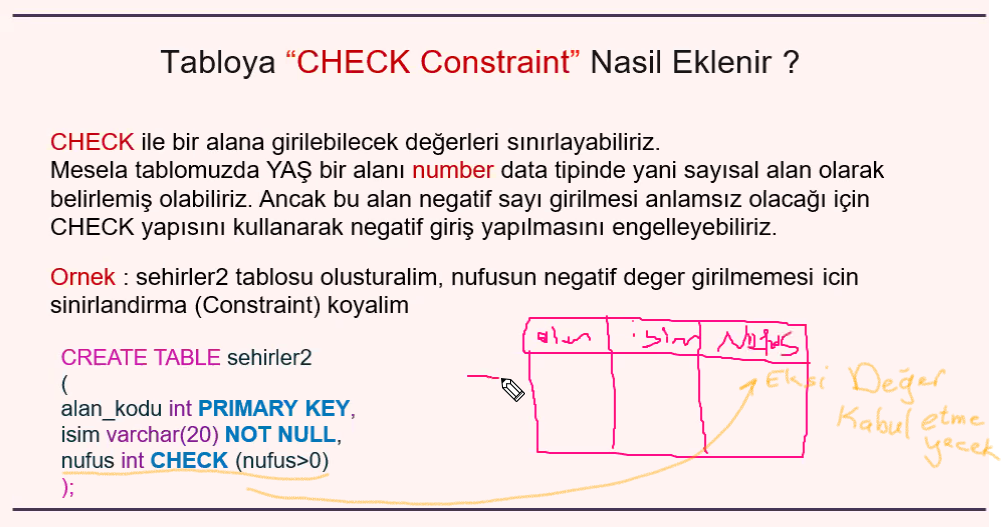 Tabloya “CHECK Constraint” Nasil Eklenir ?
CHECK ile bir alana girilebilecek değerleri sınırlayabiliriz.
Mesela tablomuzda YAŞ bir alanı number data tipinde yani sayısal alan olarak
belirlemiş olabiliriz. Ancak bu alan negatif sayı girilmesi anlamsız olacağı için
CHECK yapısını kullanarak negatif giriş yapılmasını engelleyebiliriz.
Ornek : sehirler2 tablosu olusturalim, nufusun negatif deger girilmemesi icin
sinirlandirma (Constraint) koyalim
CREATE TABLE sehirler2
(
alan_kodu int PRIMARY KEY,
isim varchar(20) NOT NULL,
nufus int CHECK (nufus>0)
);
alan isim Nufus
Eksi Değer
Kabul etme
yecek